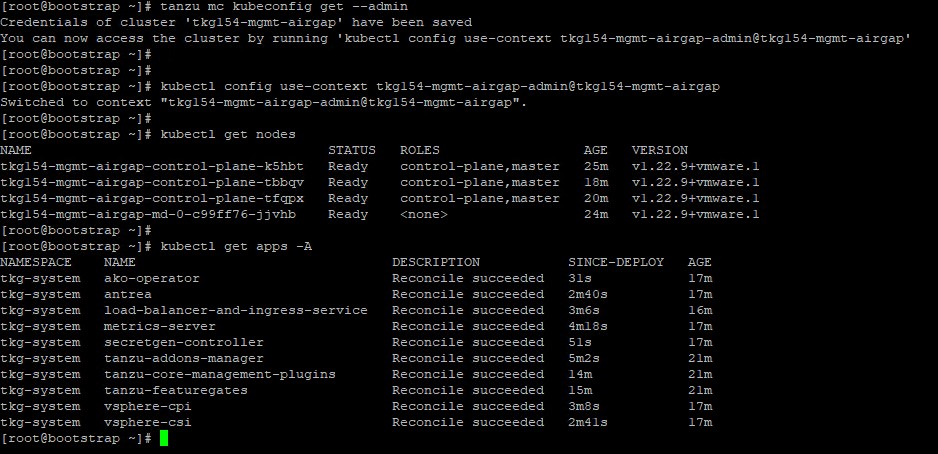 [root@bootstrap ~]# tanzu mc kubeconfig get --admin
Credentials of cluster 'tkg154-mgmt-airgap' have been saved
You can now access the cluster by running 'kubectl config use-context tkg154-mgmt-airgap-admin@tkg154-mgmt-airgap'
[root@bootstrap ~]#
[root@bootstrap ~]#
[root@bootstrap ~]# kubectl config use-context tkg154-mgmt-airgap-admin@tkg154-mgmt-airgap
Switched to context "tkg154-mgmt-airgap-admin@tkg154-mgmt-airgap".
[root@bootstrap ~]#
[root@bootstrap ~]# kubectl get nodes
NAME STATUS ROLES AGE VERSION
tkg154-mgmt-airgap-control-plane-k5hbt Ready control-plane,master 25m v1.22.9+vmware.1
tkg154-mgmt-airgap-control-plane-tbbqv Ready control-plane,master 18m v1.22.9+vmware.1
tkg154-mgmt-airgap-control-plane-tfqpx Ready control-plane,master 20m v1.22.9+vmware.1
tkg154-mgmt-airgap-md-0-c99ff76-jjvhb Ready <none> 24m v1.22.9+vmware.1
[root@bootstrap ~]#
[root@bootstrap ~]# kubectl get apps -A
NAMESPACE NAME DESCRIPTION SINCE-DEPLOY AGE
tkg-system ako-operator Reconcile succeeded 31s 17m
tkg-system antrea Reconcile succeeded 2m40s 17m
tkg-system load-balancer-and-ingress-service Reconcile succeeded 3m6s 16m
tkg-system metrics-server Reconcile succeeded 4m18s 17m
tkg-system secretgen-controller Reconcile succeeded 51s 17m
tkg-system tanzu-addons-manager Reconcile succeeded 5m2s 21m
tkg-system tanzu-core-management-plugins Reconcile succeeded 14m 21m
tkg-system tanzu-featuregates Reconcile succeeded 15m 21m
tkg-system vsphere-cpi Reconcile succeeded 3m8s 17m
tkg-system vsphere-csi Reconcile succeeded 2m41s 17m
[root@bootstrap ~]#